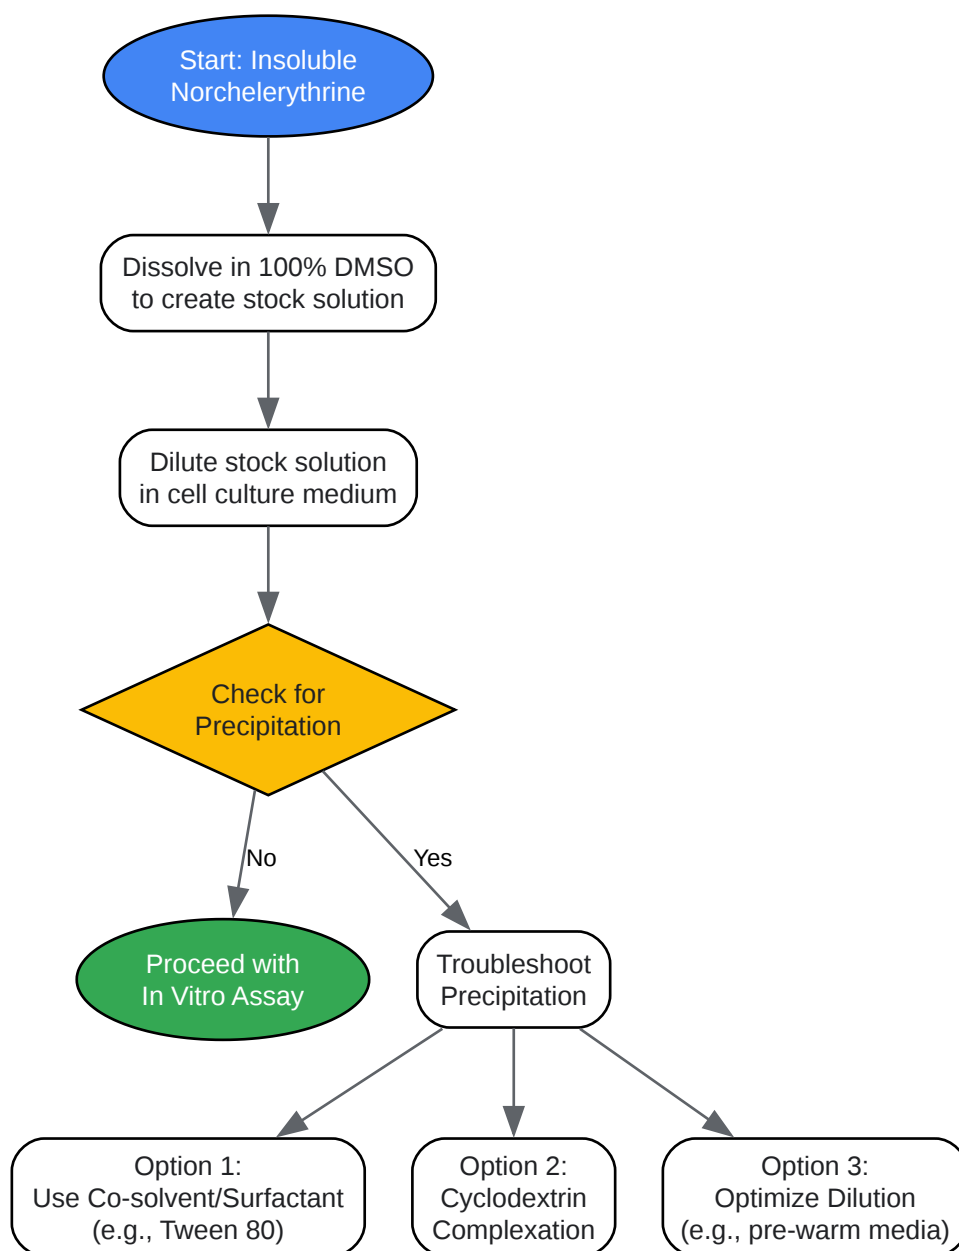 Start: Insoluble
Norchelerythrine
Dissolve in 100% DMSO
to create stock solution
Dilute stock solution
in cell culture medium
Check for
Precipitation
No
Yes
Proceed with
In Vitro Assay
Troubleshoot
Precipitation
Option 1:
Use Co-solvent/Surfactant
(e.g., Tween 80)
Option 2:
Cyclodextrin
Complexation
Option 3:
Optimize Dilution
(e.g., pre-warm media)